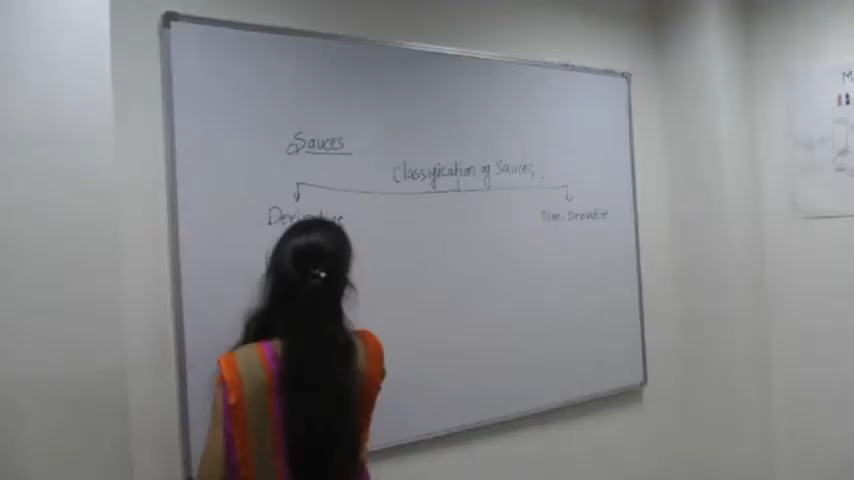 Sauces
Classification of Sauces.
Derivative
Non-Derivative